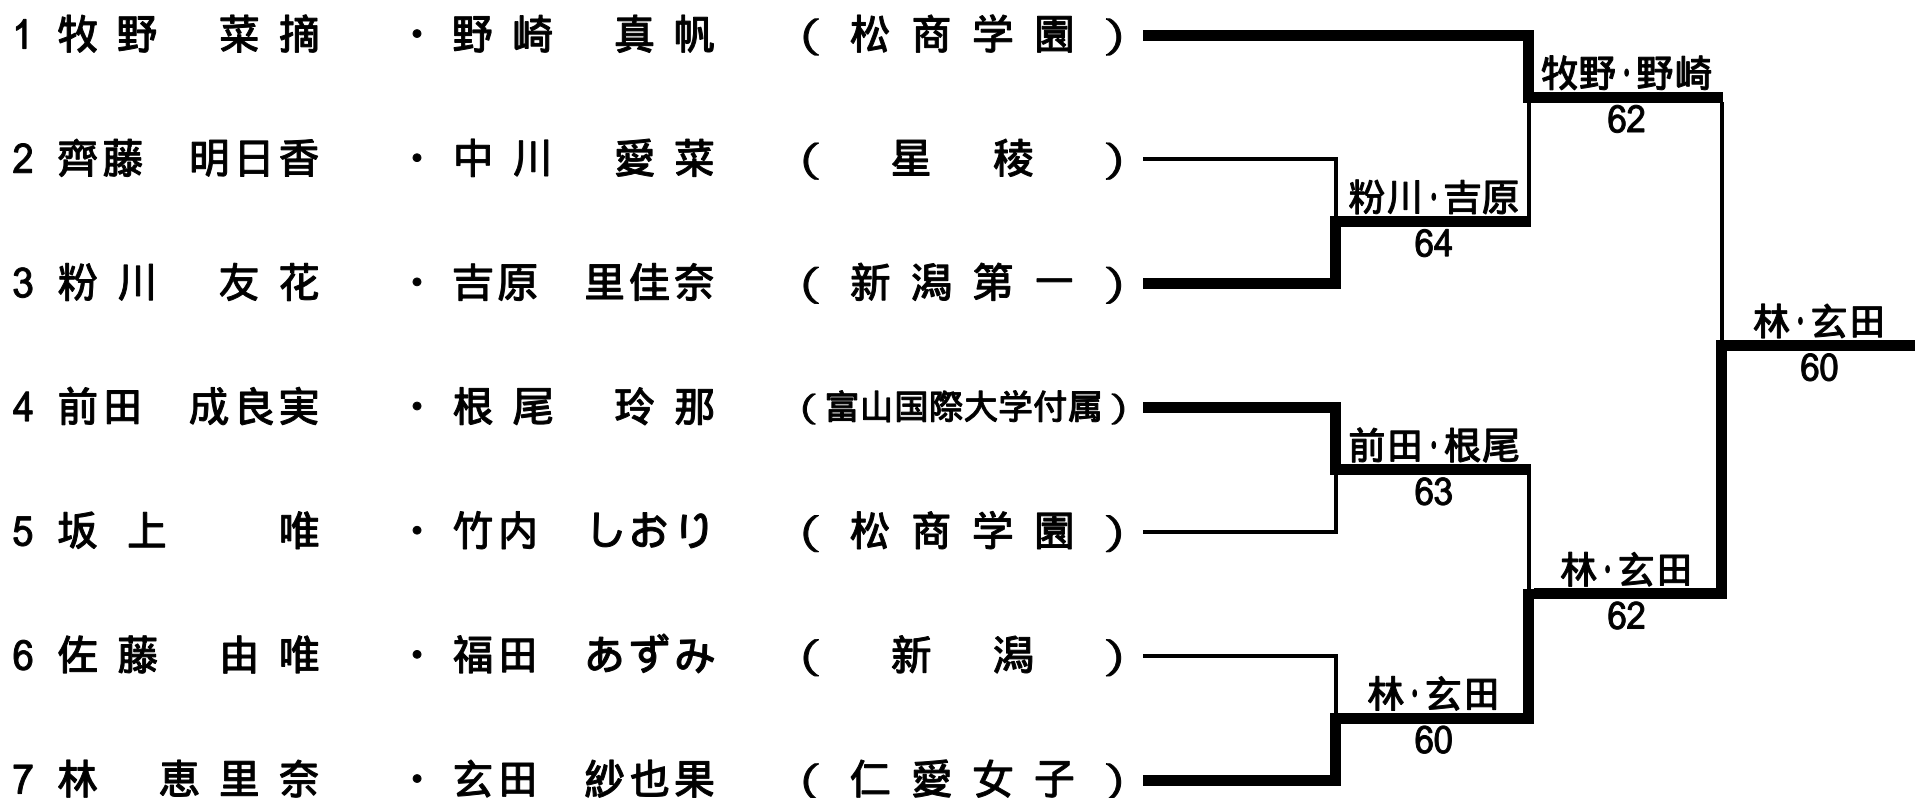 1 牧野 菜摘 ・ 野崎 真帆 (松商学園)
牧野・野崎
62
2 齊藤 明日香 ・ 中川 愛菜 (星稜)
粉川・吉原
64
3 粉川 友花 ・ 吉原 里佳奈 (新潟第一)
林・玄田
60
4 前田 成良実 ・ 根尾 玲那 (富山国際大学付属)
前田・根尾
63
5 坂上 唯 ・ 竹内 しおり (松商学園)
林・玄田
62
6 佐藤 由唯 ・ 福田 あずみ (新潟)
林・玄田
60
7 林 恵里奈 ・ 玄田 紗也果 (仁愛女子)